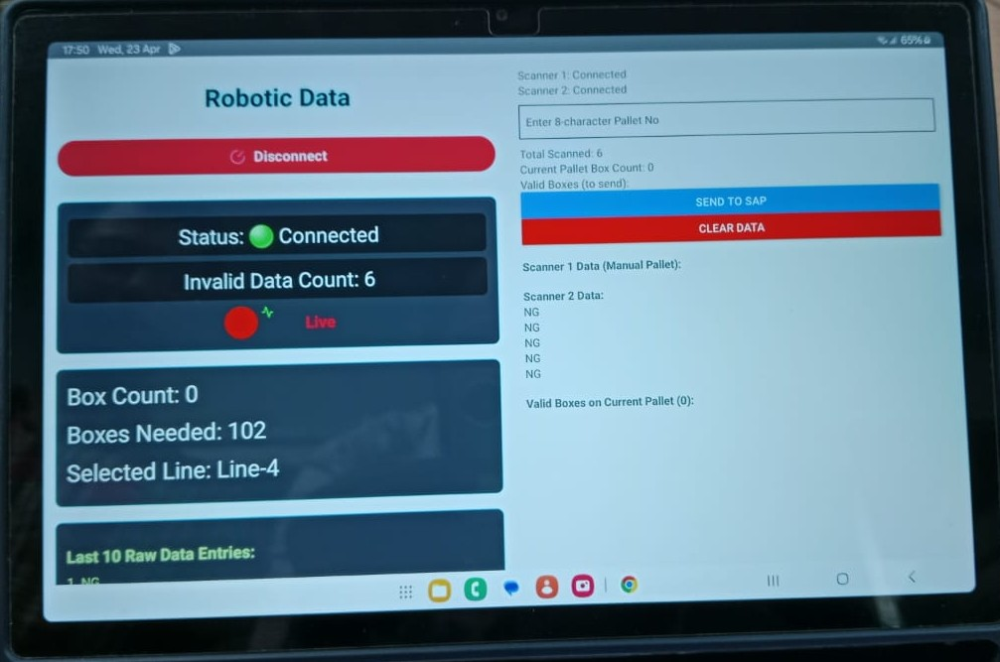 17:50 Wed, 23 Apr
65%
Robotic Data
Disconnect
Status: Connected
Invalid Data Count: 6
Live
Box Count: 0
Boxes Needed: 102
Selected Line: Line-4
Last 10 Raw Data Entries:
1. NG
Scanner 1: Connected
Scanner 2: Connected
Enter 8-character Pallet No
Total Scanned: 6
Current Pallet Box Count: 0
Valid Boxes (to send):
SEND TO SAP
CLEAR DATA
Scanner 1 Data (Manual Pallet):
Scanner 2 Data:
NG
NG
NG
NG
NG
Valid Boxes on Current Pallet (0):